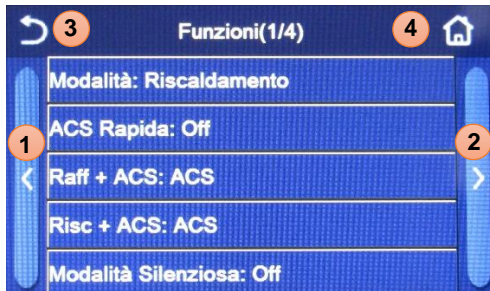 3 Funzioni(1/4) 4
Modalità: Riscaldamento
ACS Rapida: Off
1 2
Raff + ACS: ACS
Risc + ACS: ACS
Modalità Silenziosa: Off